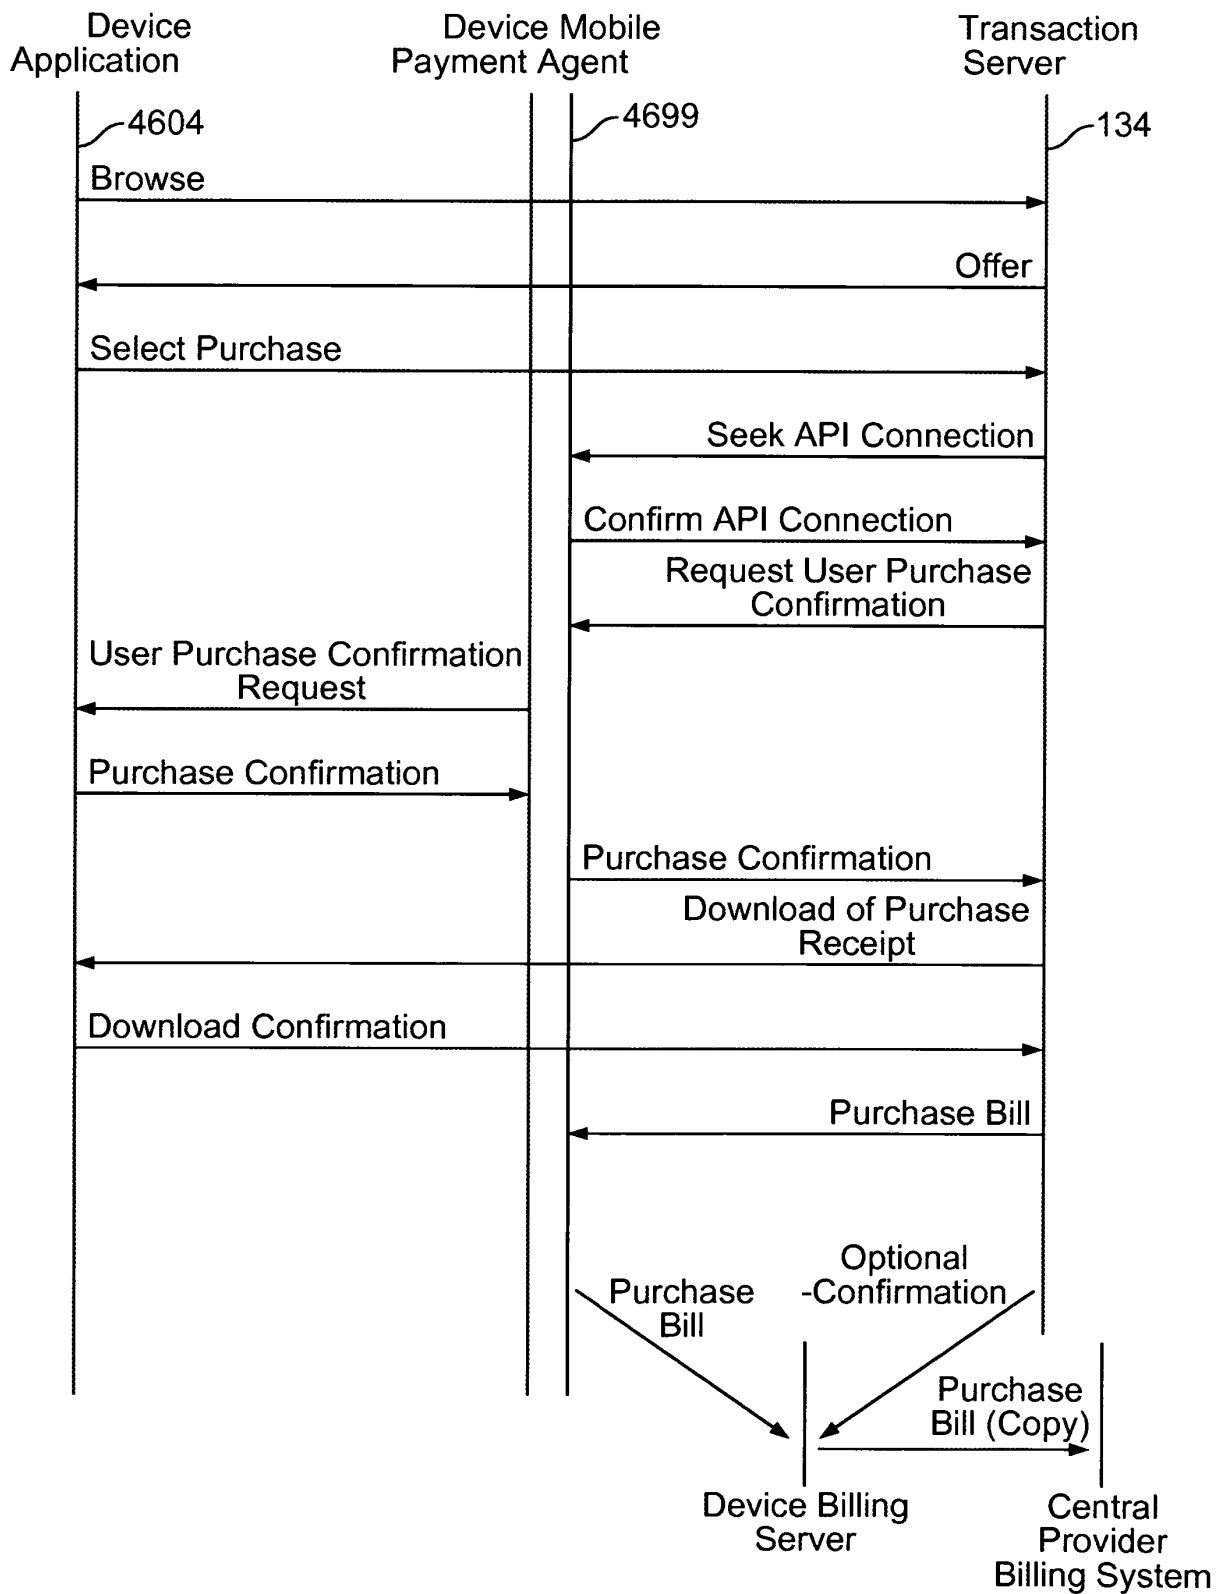 Device
Application
Device Mobile
Payment Agent
Transaction
Server
4604
4699
134
Browse
Offer
Select Purchase
Seek API Connection
Confirm API Connection
Request User Purchase
Confirmation
User Purchase Confirmation
Request
Purchase Confirmation
Purchase Confirmation
Download of Purchase
Receipt
Download Confirmation
Purchase Bill
Optional
-Confirmation
Purchase
Bill
Purchase
Bill (Copy)
Device Billing
Server
Central
Provider
Billing System